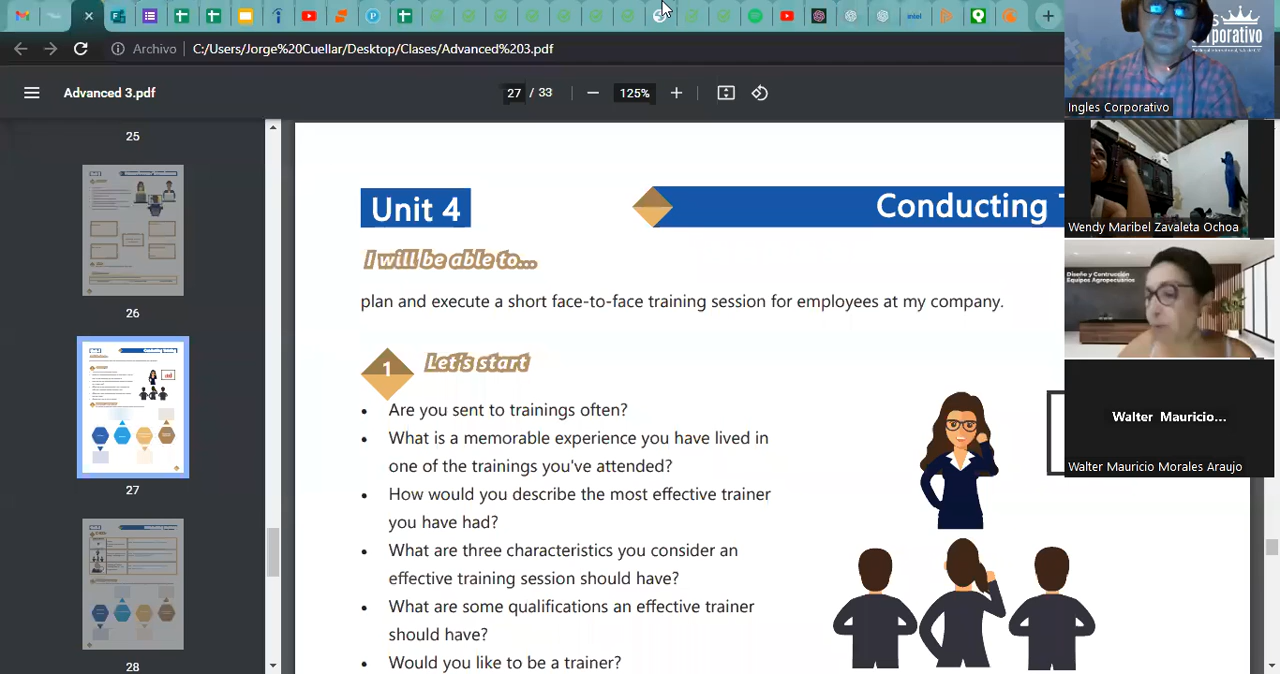 intel
Archivo
C:/Users/Jorge%20Cuellar/Desktop/Clases/Advanced%203.pdf
Advanced 3.pdf
27 / 33
125%
25
26
27
28
Unit 4
Conducting
I will be able to...
plan and execute a short face-to-face training session for employees at my company.
1
Let's start
• Are you sent to trainings often?
• What is a memorable experience you have lived in
one of the trainings you've attended?
• How would you describe the most effective trainer
you have had?
• What are three characteristics you consider an
effective training session should have?
• What are some qualifications an effective trainer
should have?
• Would you like to be a trainer?
Ingles Corporativo
Wendy Maribel Zavaleta Ochoa
Diseño y Contrucción
Equipos Agropecuarios
Walter Mauricio...
Walter Mauricio Morales Araujo